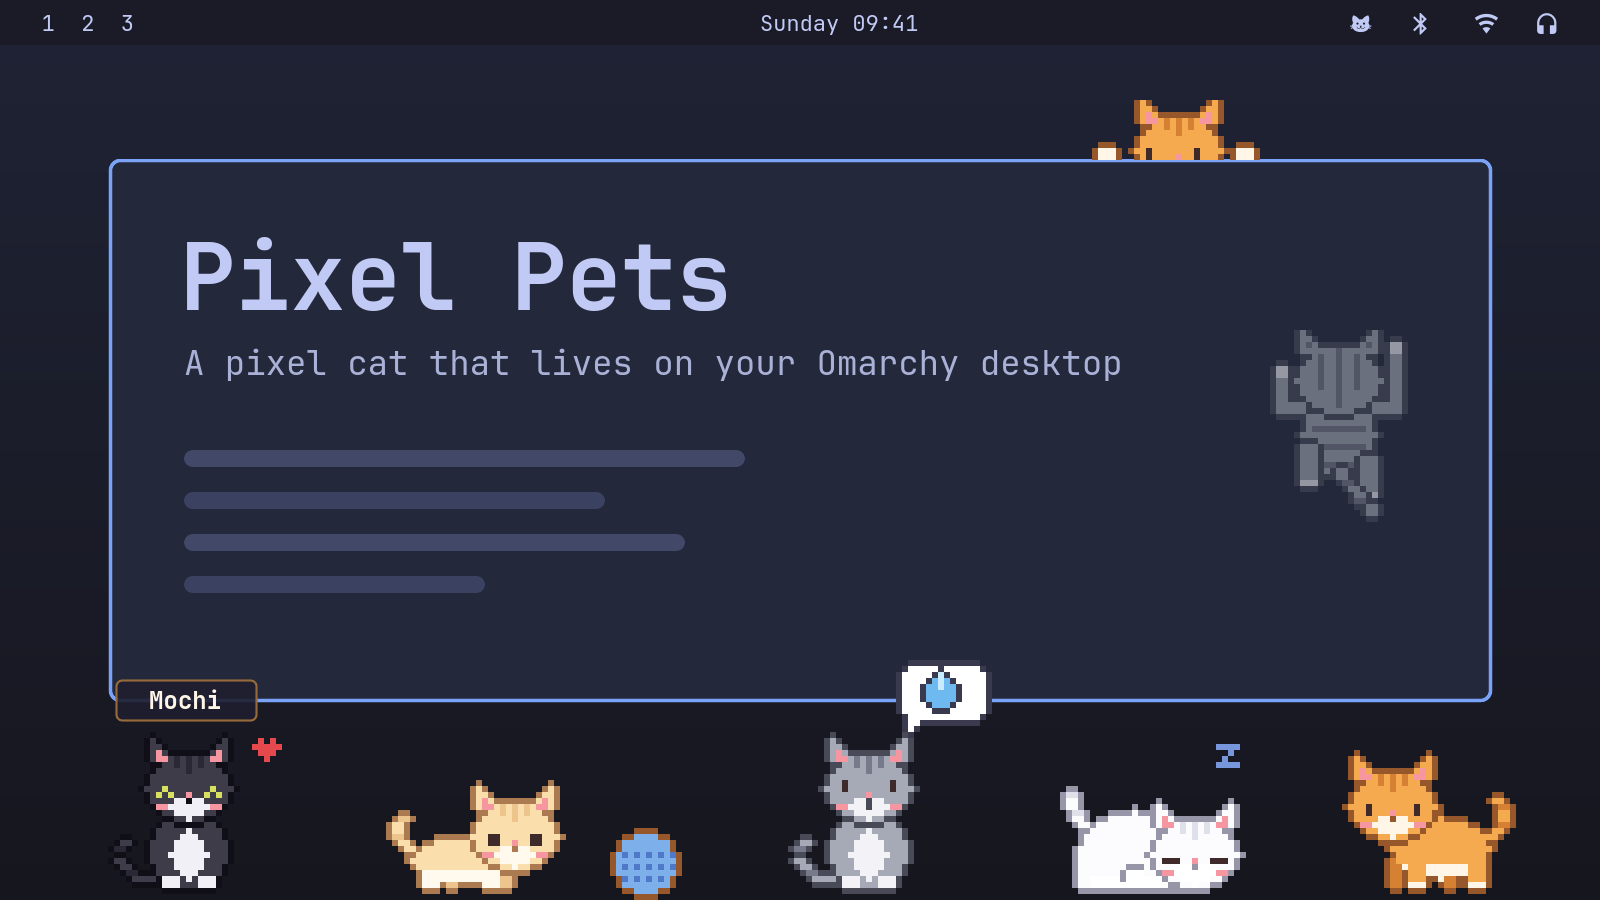 1 2 3
Sunday 09:41
Pixel Pets
A pixel cat that lives on your Omarchy desktop
Mochi
Z